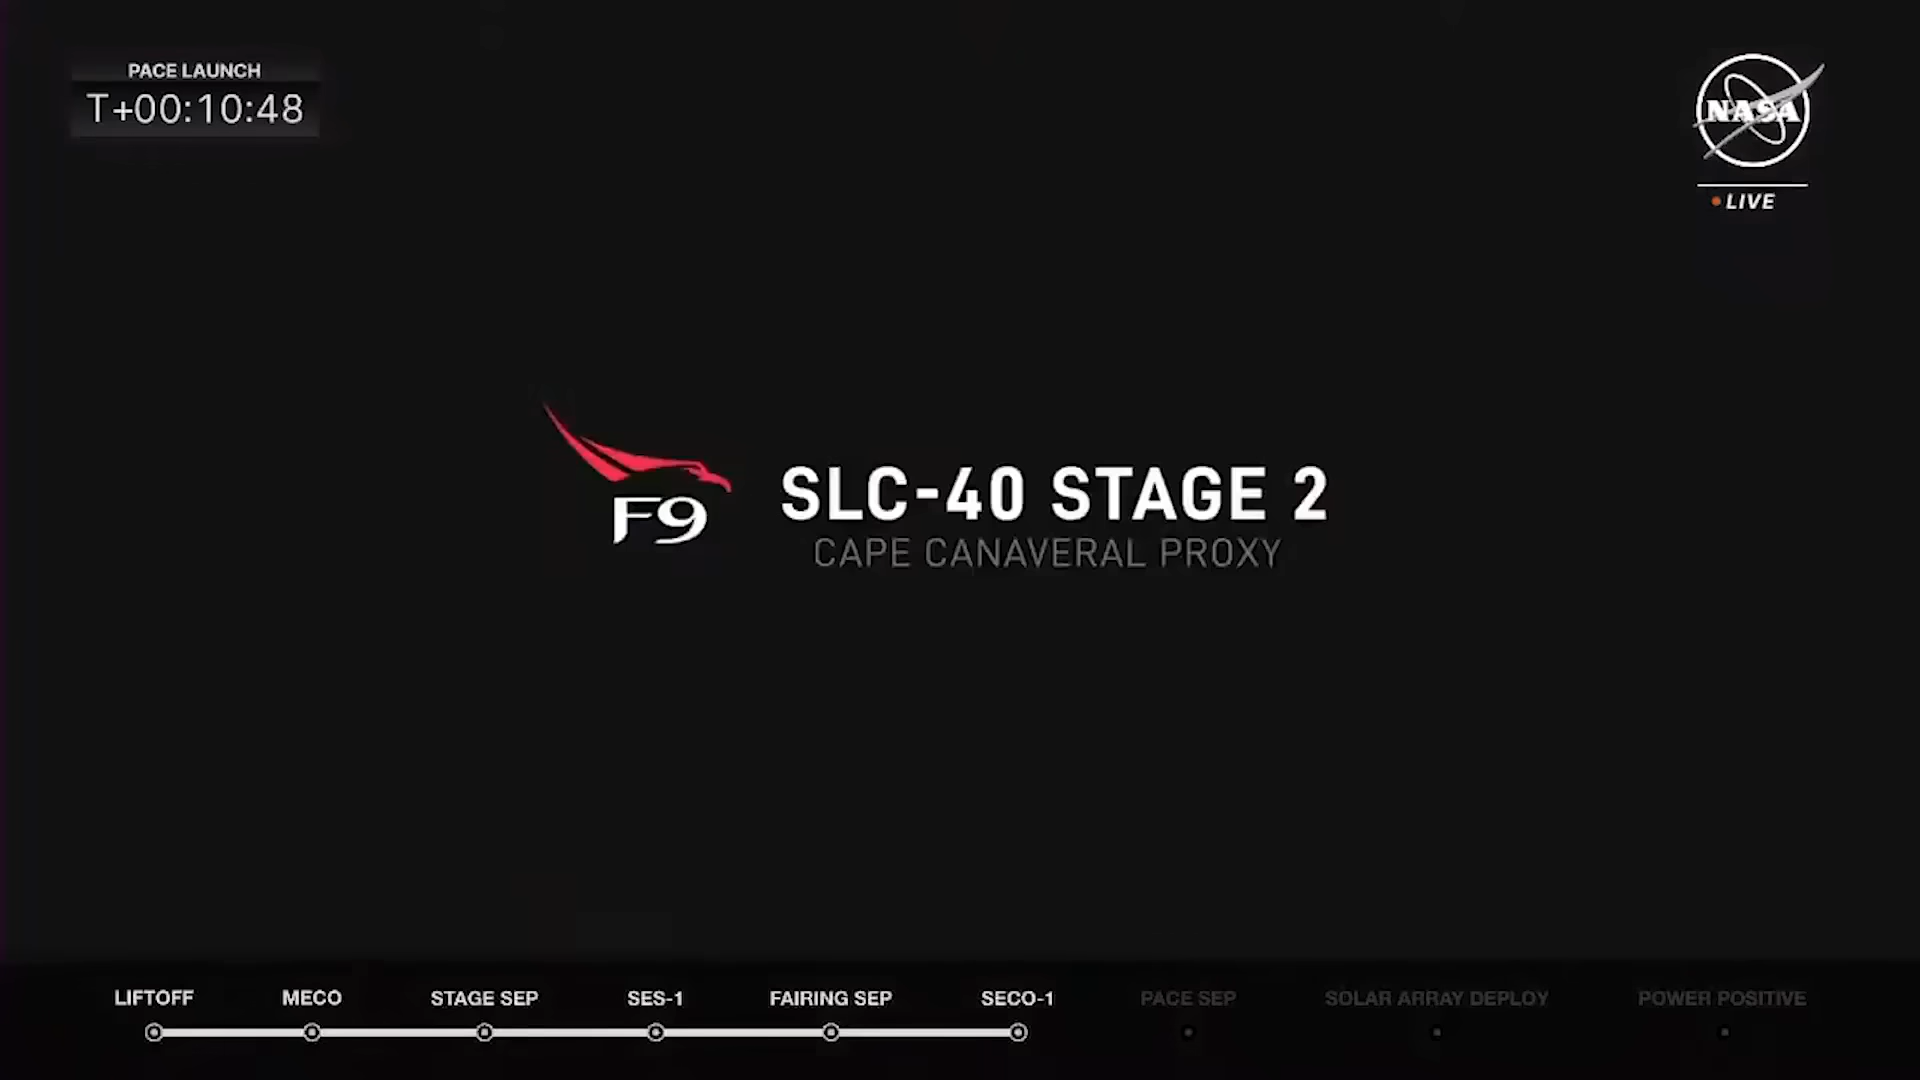 PACE LAUNCH
T+00:10:48
NASA
LIVE
F9
SLC-40 STAGE 2
CAPE CANAVERAL PROXY
LIFTOFF MECO STAGE SEP SES-1 FAIRING SEP SECO-1 PACE SEP SOLAR ARRAY DEPLOY POWER POSITIVE